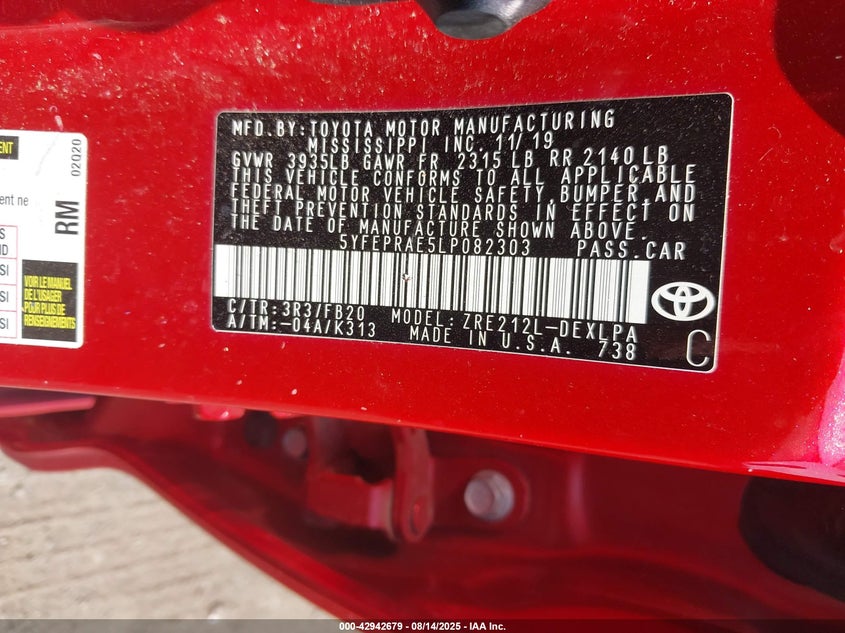 MFD.BY:TOYOTA MOTOR MANUFACTURING
MISSISSIPPI INC. 11/19
GVWR 3935LB GAWR FR 2315 LB RR 2140 LB
THIS VEHICLE CONFORMS TO ALL APPLICABLE
FEDERAL MOTOR VEHICLE SAFETY, BUMPER, AND
THEFT PREVENTION STANDARDS IN EFFECT ON
THE DATE OF MANUFACTURE SHOWN ABOVE.
5YFEPRAE5LP082303 PASS.CAR
C/TR:3R3/FB20 MODEL: ZRE212L-DEXLPA
A/TM:-04A/K313 MADE IN U.S.A. 738
C
02020
RM
VOIR LE MANUEL
DE L'USAGER
POUR PLUS DE
RENSEIGNEMENTS
000-42942679 - 08/14/2025 - IAA Inc.